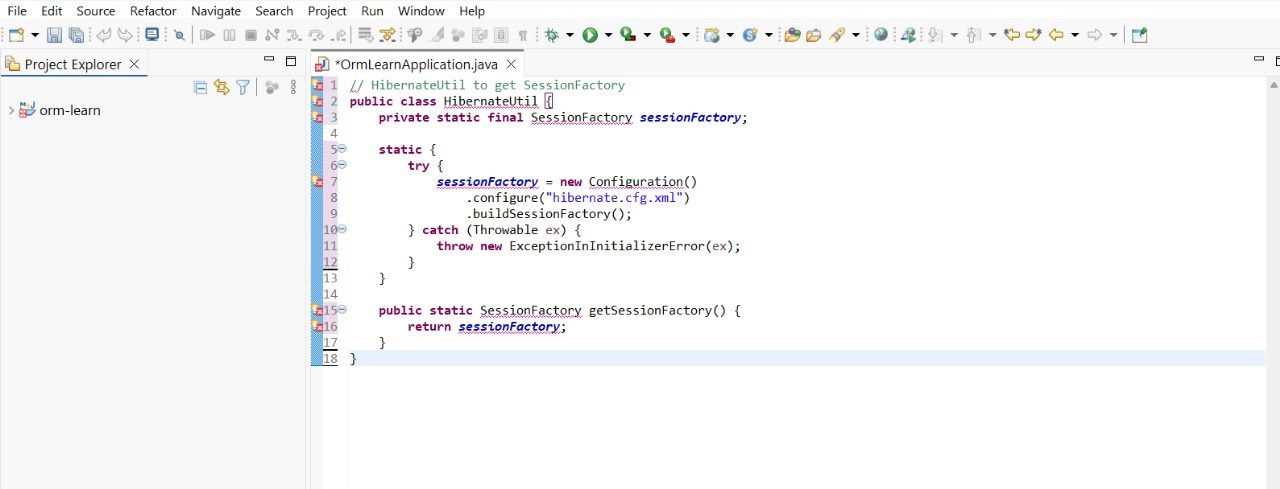 File Edit Source Refactor Navigate Search Project Run Window Help
Project Explorer
*OrmLearnApplication.java
orm-learn
1 // HibernateUtil to get SessionFactory
2 public class HibernateUtil {
3     private static final SessionFactory sessionFactory;
4
5     static {
6         try {
7             sessionFactory = new Configuration()
8                 .configure("hibernate.cfg.xml")
9                 .buildSessionFactory();
10         } catch (Throwable ex) {
11             throw new ExceptionInInitializerError(ex);
12         }
13     }
14
15     public static SessionFactory getSessionFactory() {
16         return sessionFactory;
17     }
18 }